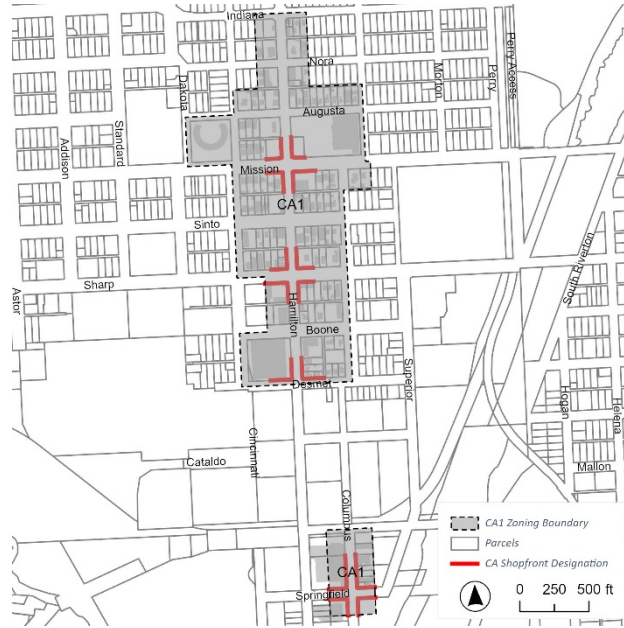 Indiana
Nora
Dakota
Morton
Perry
Perry Access
Augusta
Addison
Standard
Mission
CA1
Sinto
South Riverton
Sharp
Astor
Hamilton
Boone
Desmet
Superior
Hogan
Helena
Cincinnati
Cataldo
Mallon
Columbus
CA1
Springfield
CA1 Zoning Boundary
Parcels
CA Shopfront Designation
0 250 500 ft